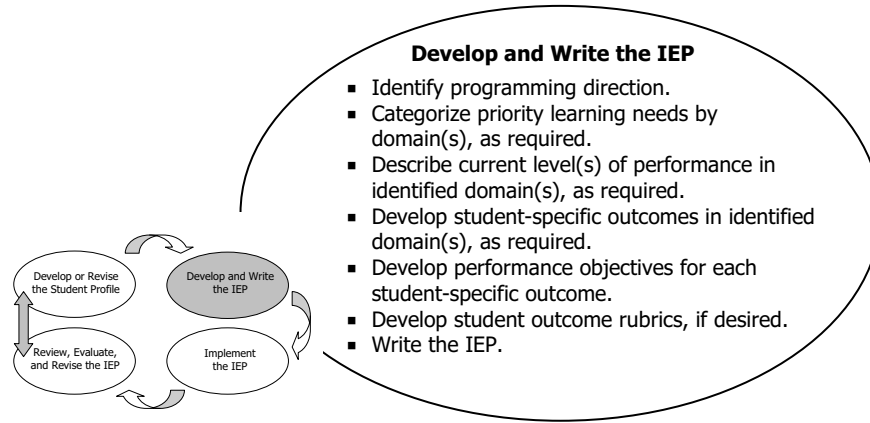 Develop and Write the IEP
▪ Identify programming direction.
▪ Categorize priority learning needs by
domain(s), as required.
▪ Describe current level(s) of performance in
identified domain(s), as required.
▪ Develop student-specific outcomes in identified
domain(s), as required.
▪ Develop performance objectives for each
student-specific outcome.
▪ Develop student outcome rubrics, if desired.
▪ Write the IEP.
Develop or Revise
the Student Profile
Develop and Write
the IEP
Review, Evaluate,
and Revise the IEP
Implement
the IEP